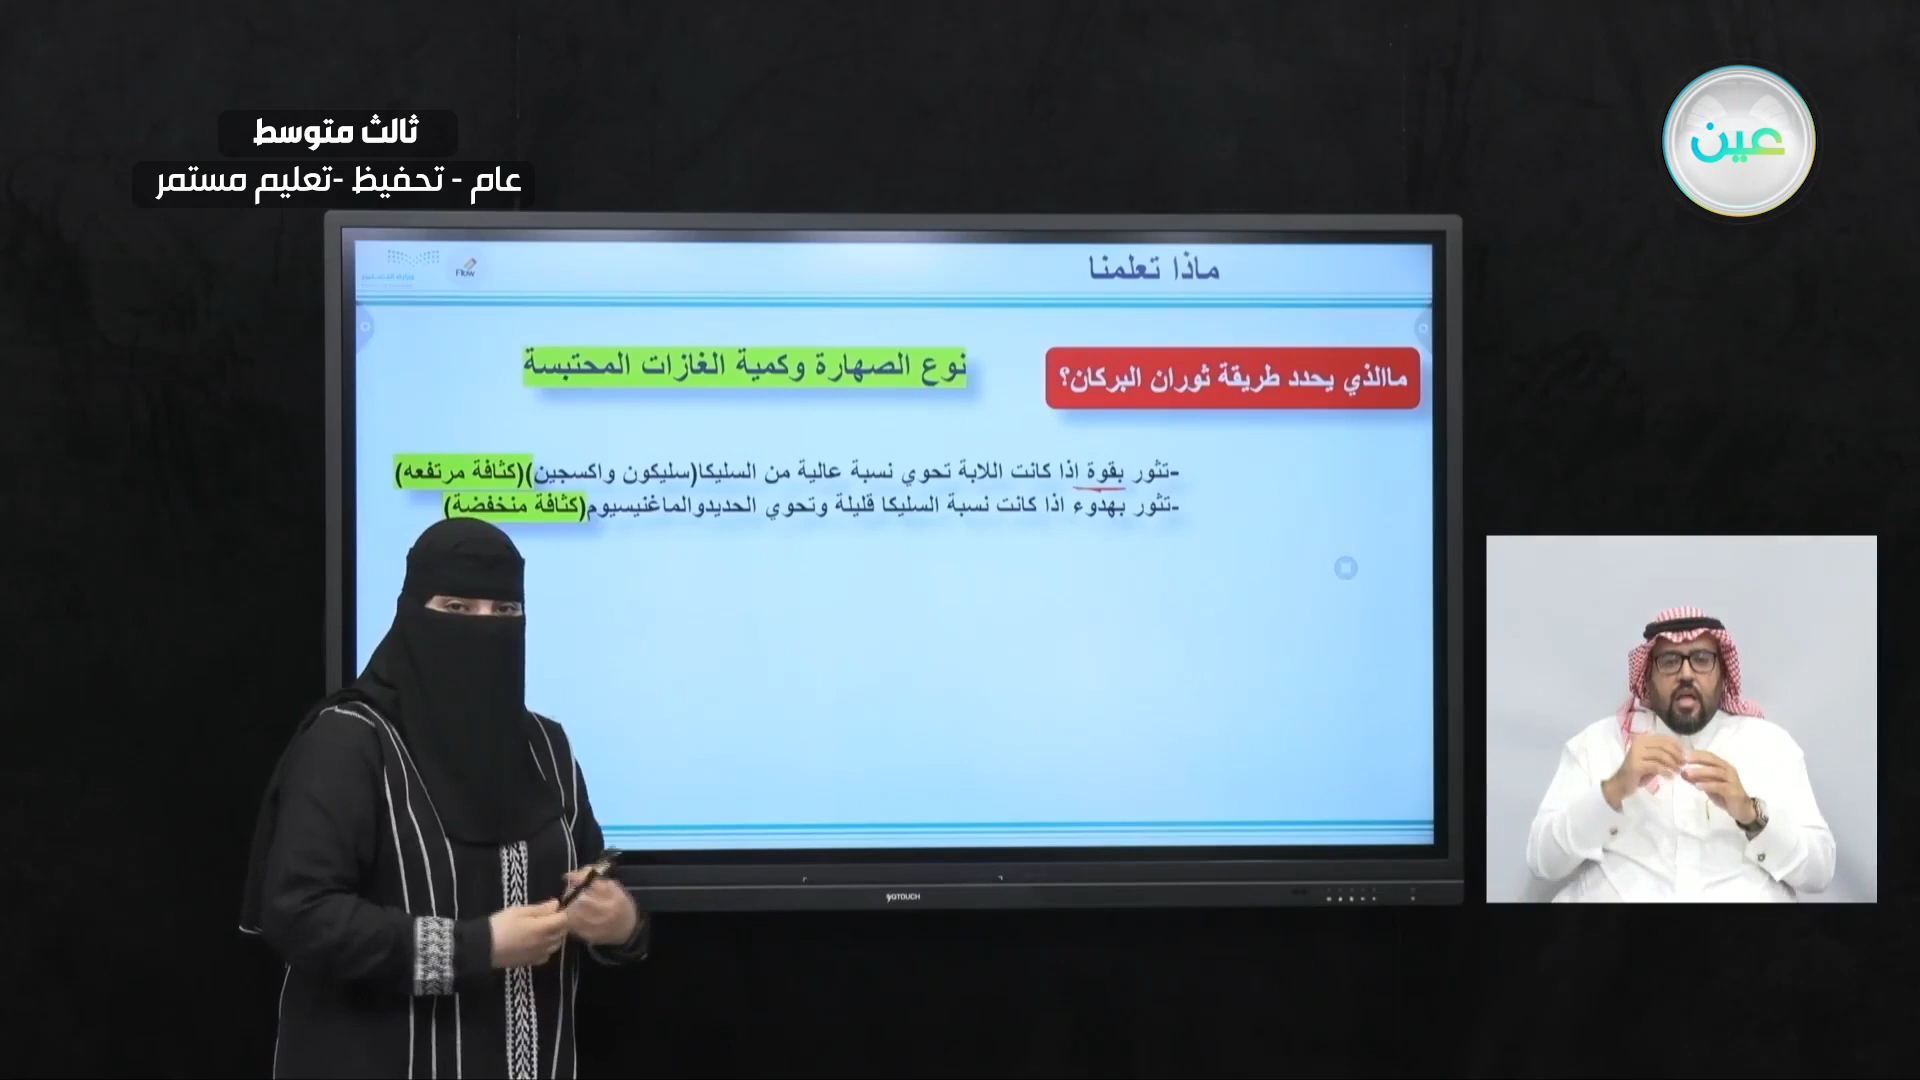 ثالث متوسط
عام - تحفيظ -تعليم مستمر
عين
ماذا تعلمنا
Flow
ماالذي يحدد طريقة ثوران البركان؟
نوع الصهارة وكمية الغازات المحتبسة
-تثور بقوة اذا كانت اللابة تحوي نسبة عالية من السليكا(سليكون واكسجين)(كثافة مرتفعه)
-تثور بهدوء اذا كانت نسبة السليكا قليلة وتحوي الحديدوالماغنيسيوم(كثافة منخفضة)